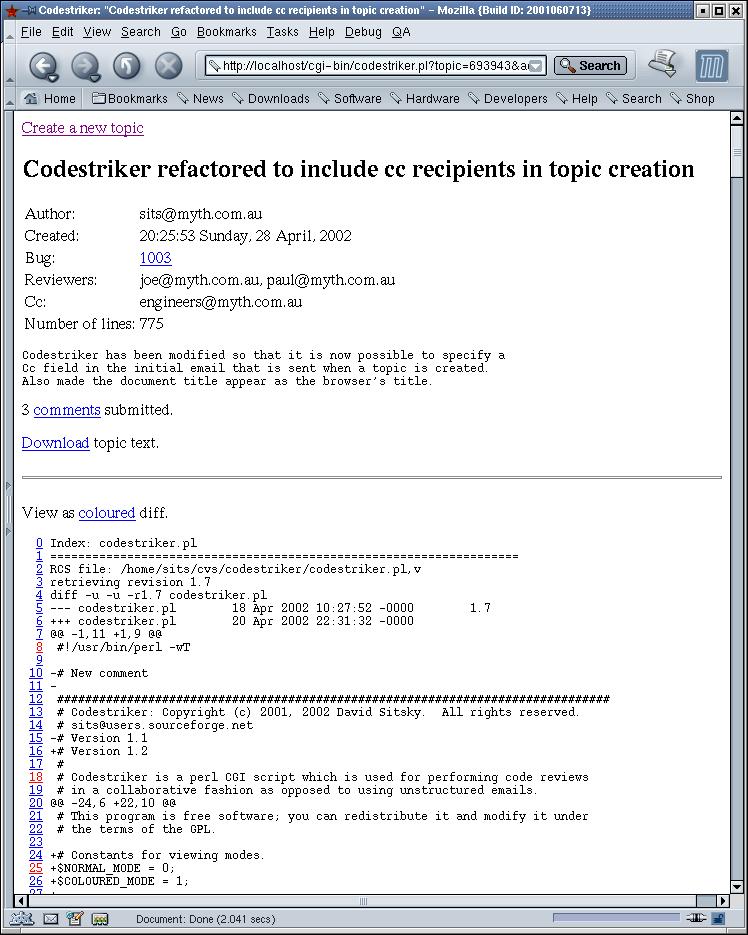 Codestriker: "Codestriker refactored to include cc recipients in topic creation" - Mozilla {Build ID: 2001060713}
File Edit View Search Go Bookmarks Tasks Help Debug QA
http://localhost/cgi-bin/codestriker.pl?topic=693943&a Search
Home Bookmarks News Downloads Software Hardware Developers Help Search Shop
Create a new topic
Codestriker refactored to include cc recipients in topic creation
Author: sits@myth.com.au
Created: 20:25:53 Sunday, 28 April, 2002
Bug: 1003
Reviewers: joe@myth.com.au, paul@myth.com.au
Cc: engineers@myth.com.au
Number of lines: 775
Codestriker has been modified so that it is now possible to specify a
Cc field in the initial email that is sent when a topic is created.
Also made the document title appear as the browser's title.
3 comments submitted.
Download topic text.
View as coloured diff.
0 Index: codestriker.pl
1 ===================================================================
2 RCS file: /home/sits/cvs/codestriker/codestriker.pl,v
3 retrieving revision 1.7
4 diff -u -u -r1.7 codestriker.pl
5 --- codestriker.pl 18 Apr 2002 10:27:52 -0000 1.7
6 +++ codestriker.pl 20 Apr 2002 22:31:32 -0000
7 @@ -1,11 +1,9 @@
8 #!/usr/bin/perl -wT
9
10 -# New comment
11 -
12 ###############################################################################
13 # Codestriker: Copyright (c) 2001, 2002 David Sitsky. All rights reserved.
14 # sits@users.sourceforge.net
15 -# Version 1.1
16 +# Version 1.2
17 #
18 # Codestriker is a perl CGI script which is used for performing code reviews
19 # in a collaborative fashion as opposed to using unstructured emails.
20 @@ -24,6 +22,10 @@
21 # This program is free software; you can redistribute it and modify it under
22 # the terms of the GPL.
23
24 +# Constants for viewing modes.
25 +$NORMAL_MODE = 0;
26 +$COLOURED_MODE = 1;
27 +
Document: Done (2.041 secs)